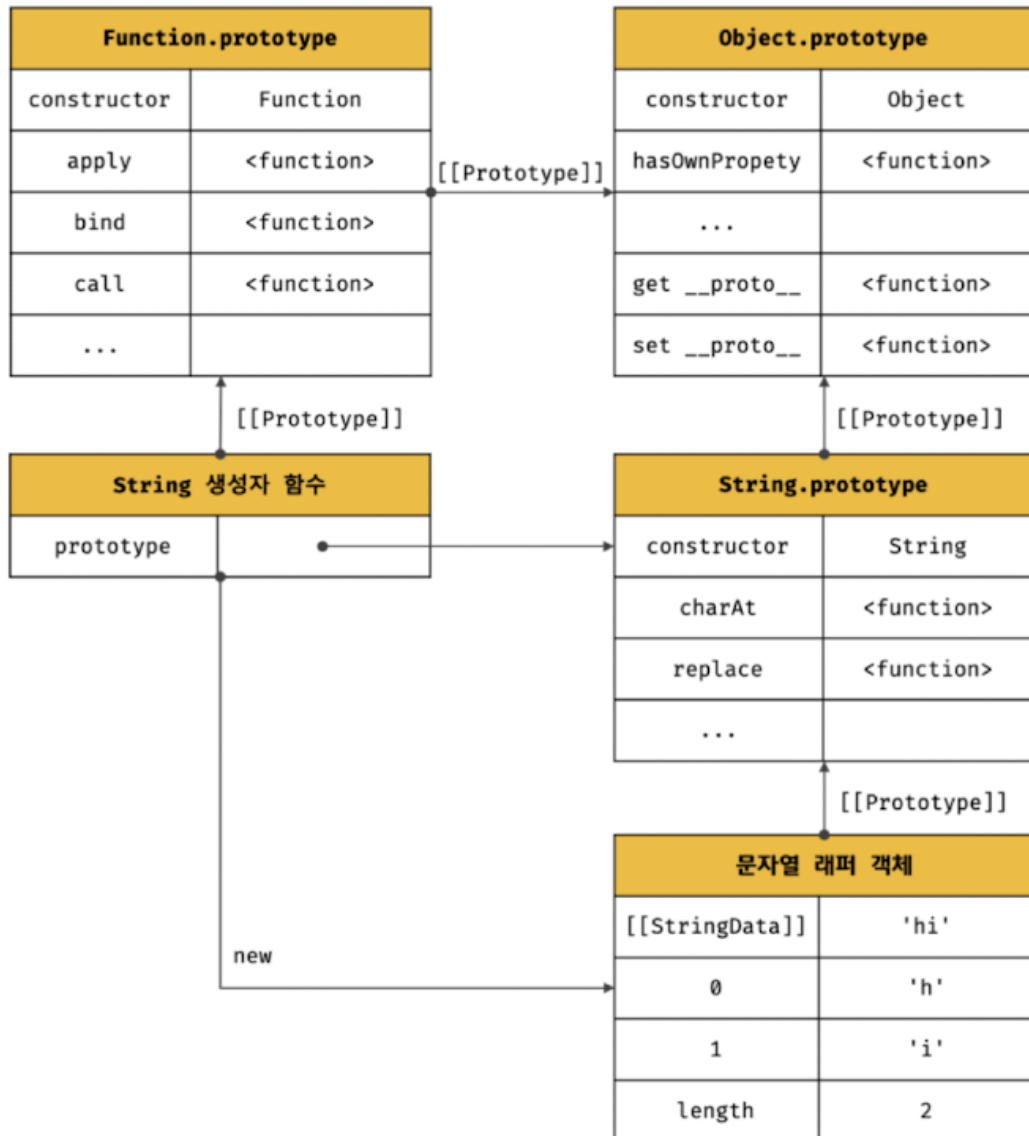 Function.prototype
constructor Function
apply <function>
bind <function>
call <function>
...
[[Prototype]]
Object.prototype
constructor Object
hasOwnPropety <function>
...
get __proto__ <function>
set __proto__ <function>
[[Prototype]]
[[Prototype]]
String 생성자 함수
prototype
String.prototype
constructor String
charAt <function>
replace <function>
...
[[Prototype]]
new
문자열 래퍼 객체
[[StringData]] 'hi'
0 'h'
1 'i'
length 2